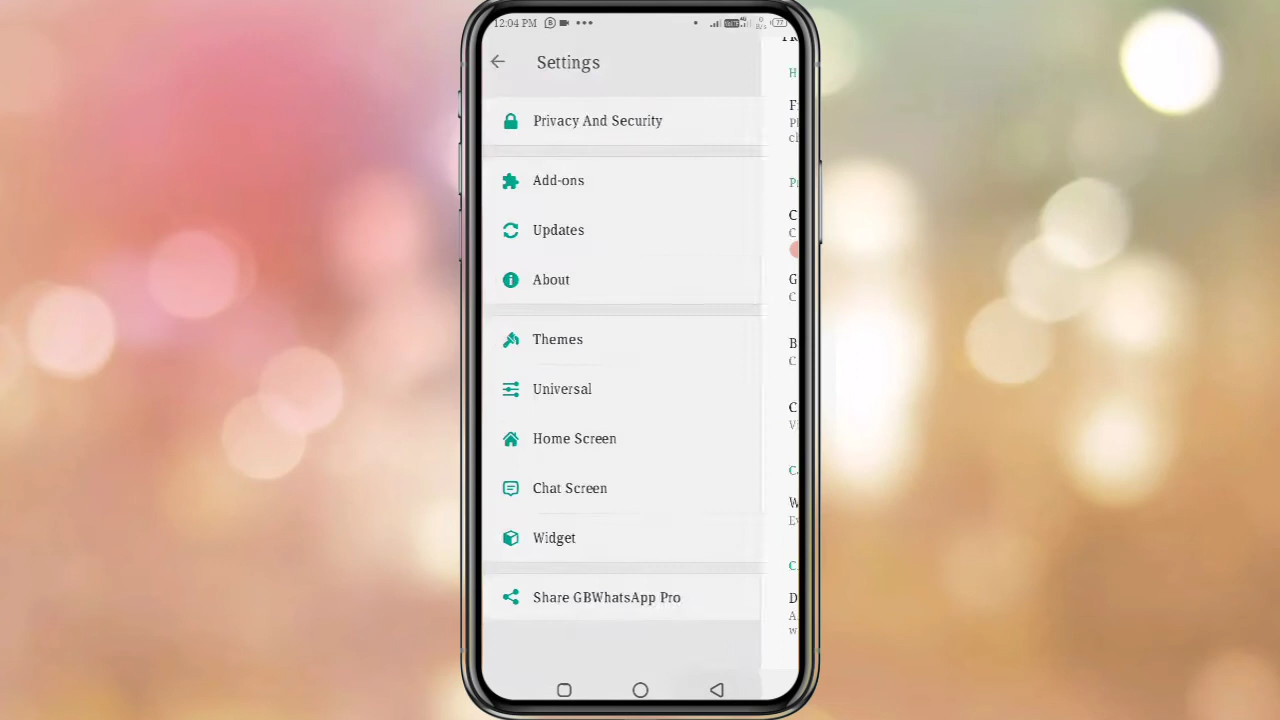 12:04 PM
77
Settings
Privacy And Security
Add-ons
Updates
About
Themes
Universal
Home Screen
Chat Screen
Widget
Share GBWhatsApp Pro